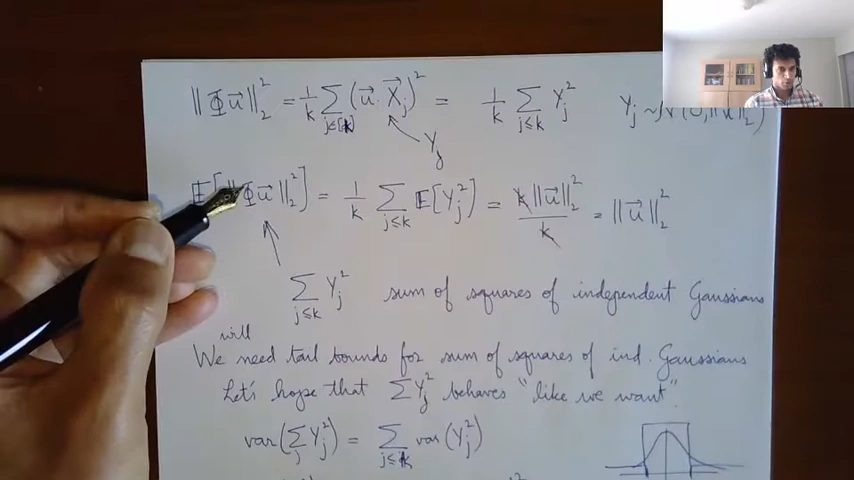 ‖Φu⃗‖₂² = 1/k ∑_{j≤[k]} (u⃗ · X⃗_j)² = 1/k ∑_{j≤k} Y_j² Y_j ~ N(0,‖u‖₂)
Y_j
E[‖Φu⃗‖₂²] = 1/k ∑_{j≤k} E[Y_j²] = k‖u⃗‖₂²/k = ‖u⃗‖₂²
∑_{j≤k} Y_j² sum of squares of independent Gaussians
will
We need tail bounds for sum of squares of ind. Gaussians
Let's hope that ∑Y_j² behaves "like we want".
var(∑_j Y_j²) = ∑_{j≤k} var(Y_j²)